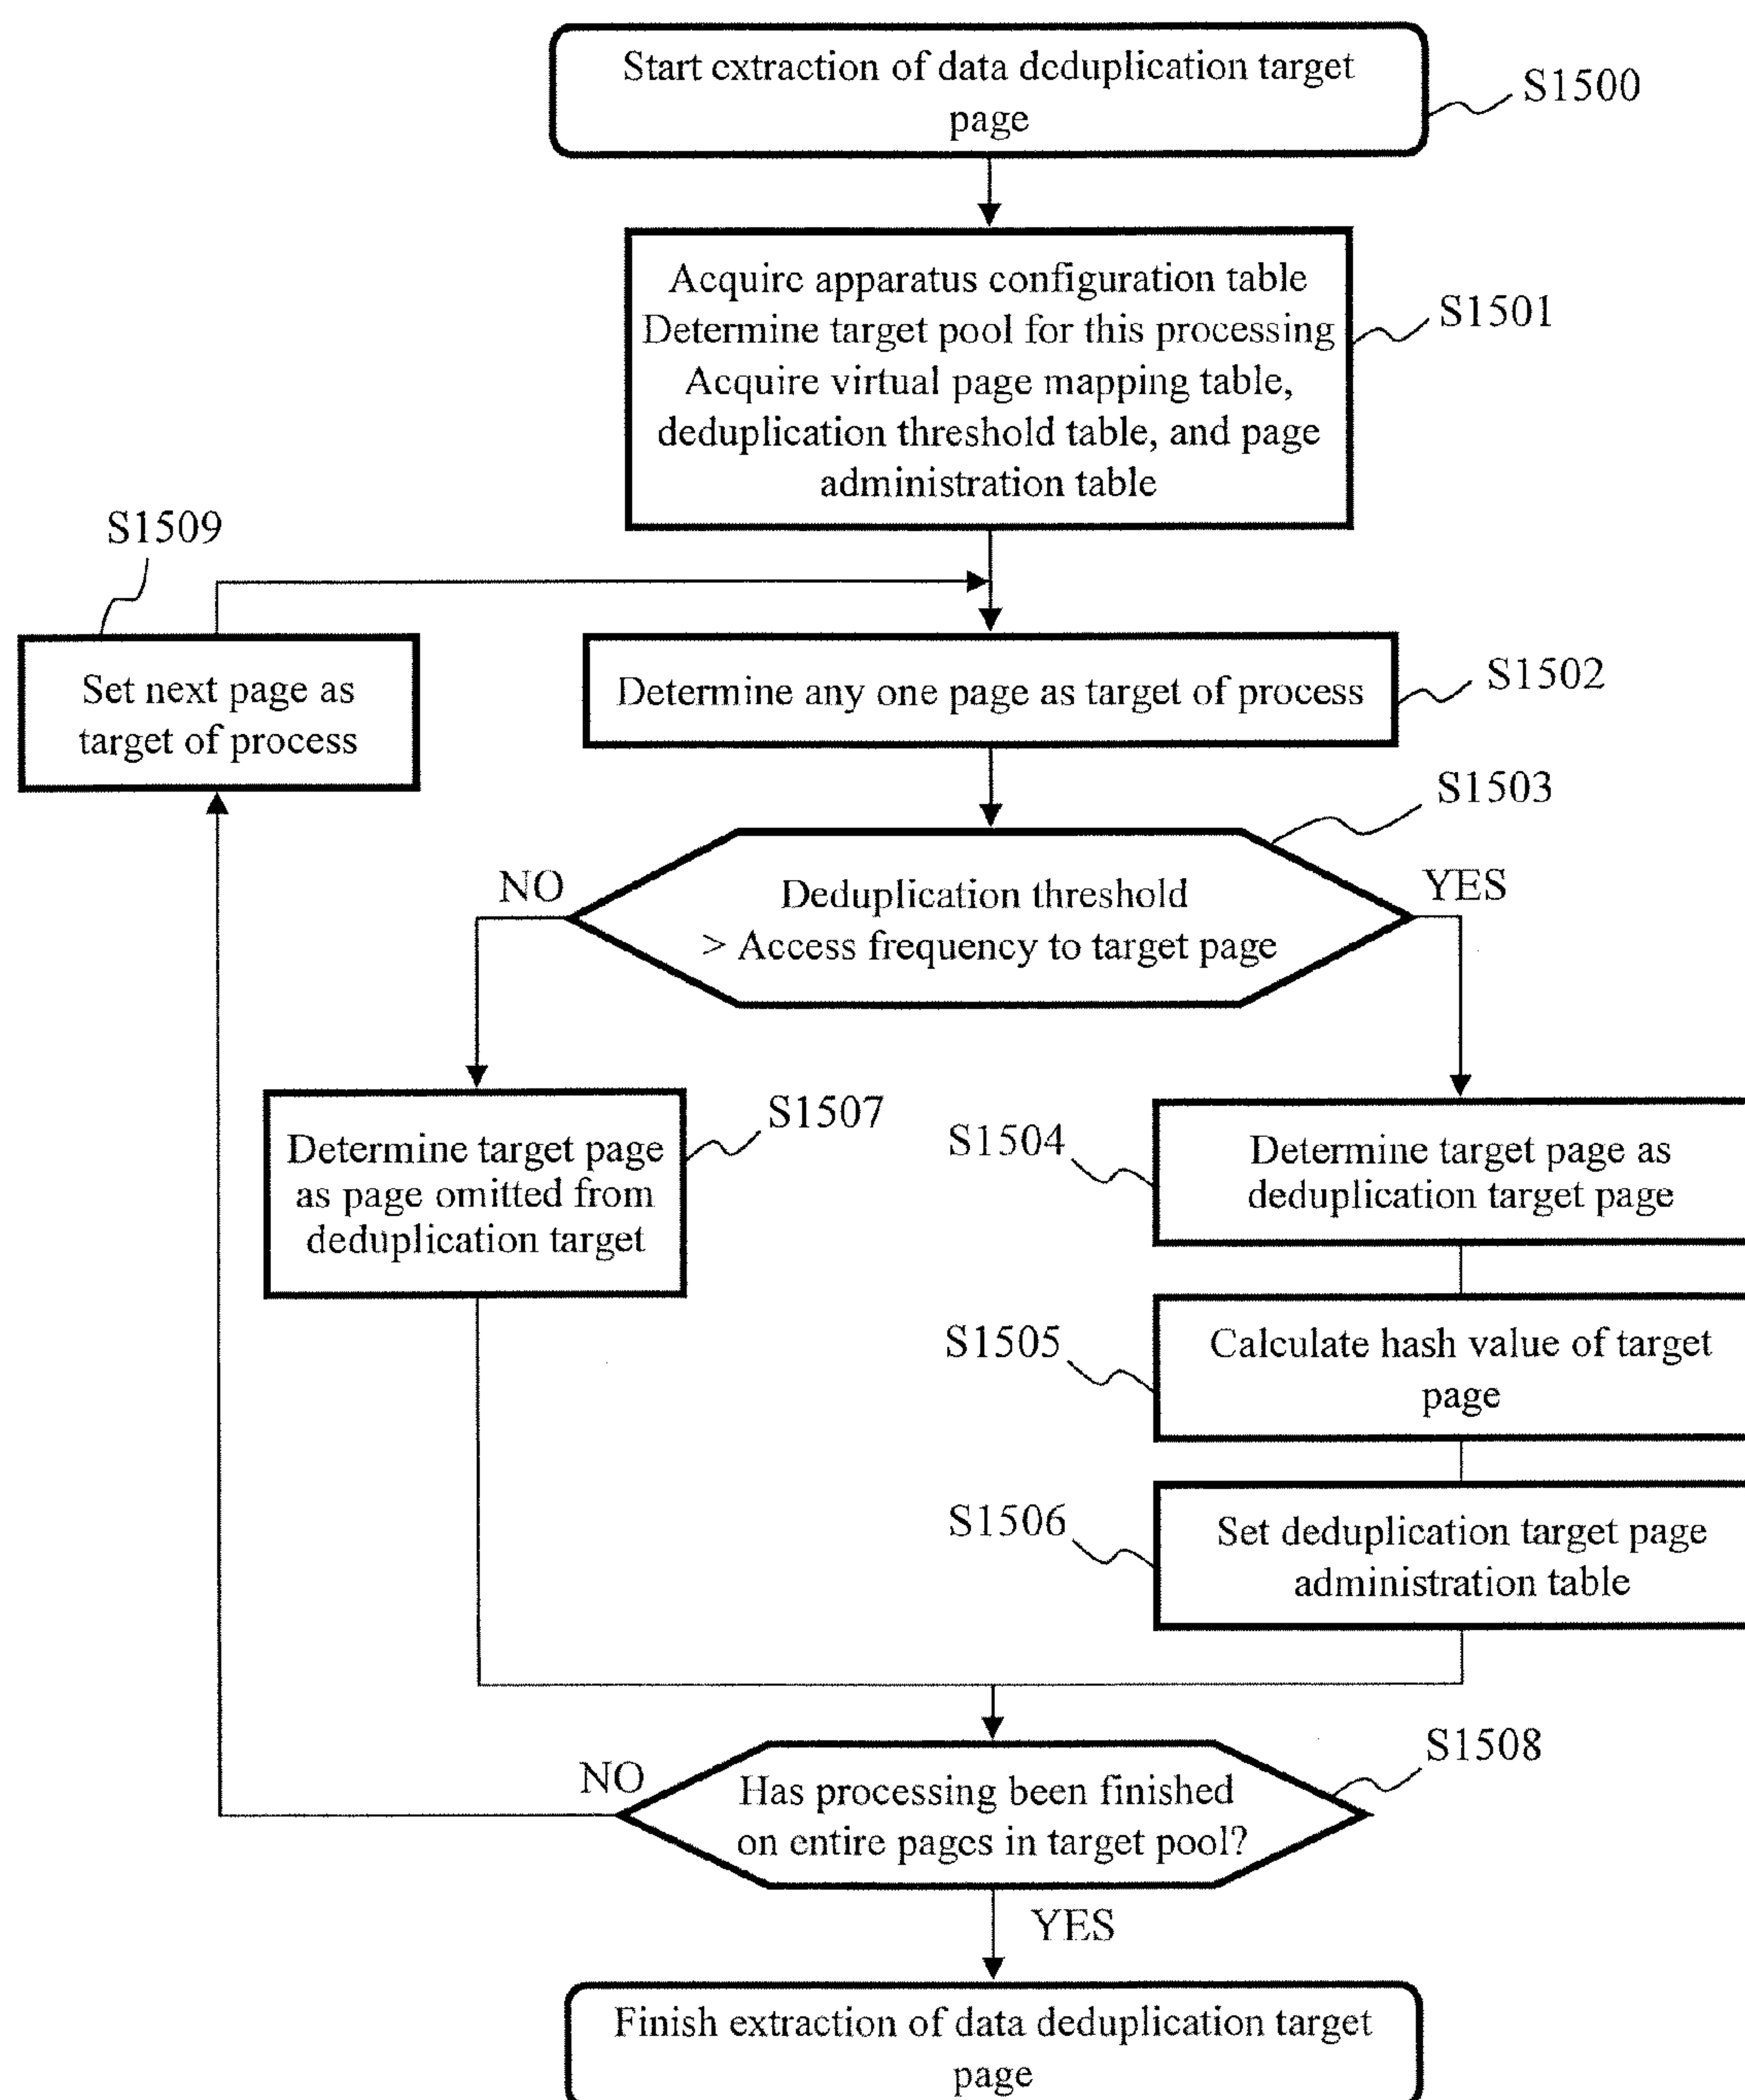 Start extraction of data deduplication target
page
S1500
Acquire apparatus configuration table
Determine target pool for this processing
Acquire virtual page mapping table,
deduplication threshold table, and page
administration table
S1501
S1509
Set next page as
target of process
Determine any one page as target of process
S1502
S1503
NO
Deduplication threshold
> Access frequency to target page
YES
Determine target page
as page omitted from
deduplication target
S1507
S1504
Determine target page as
deduplication target page
S1505
Calculate hash value of target
page
S1506
Set deduplication target page
administration table
S1508
NO
Has processing been finished
on entire pages in target pool?
YES
Finish extraction of data deduplication target
page